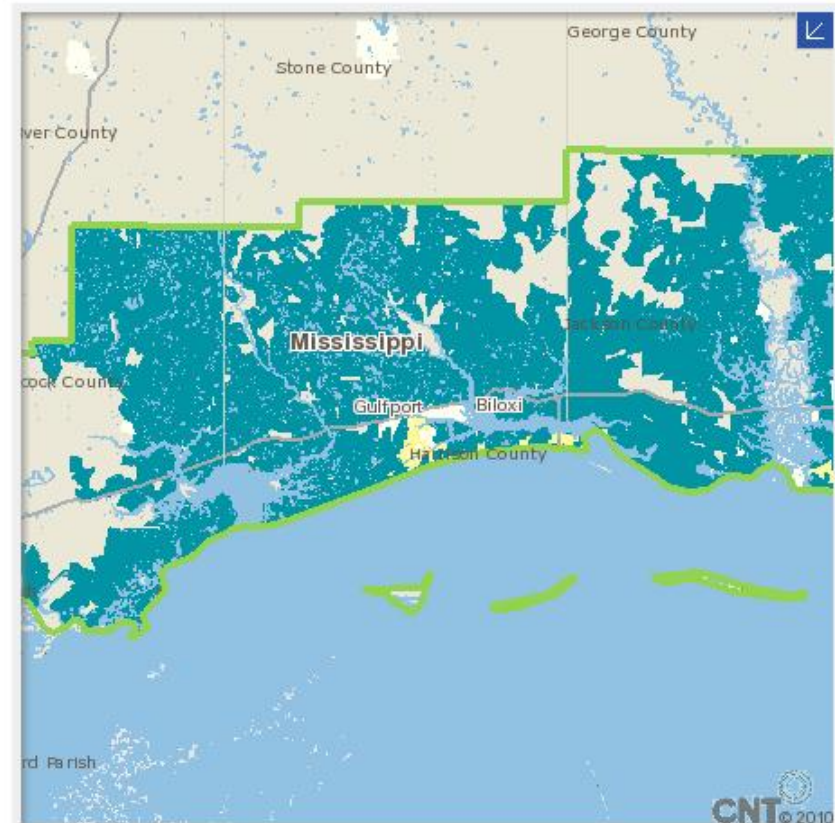 George County
Stone County
ver County
Mississippi
Jackson County
cock County
Gulfport
Biloxi
Harrison County
rd Parish
CNT © 2010